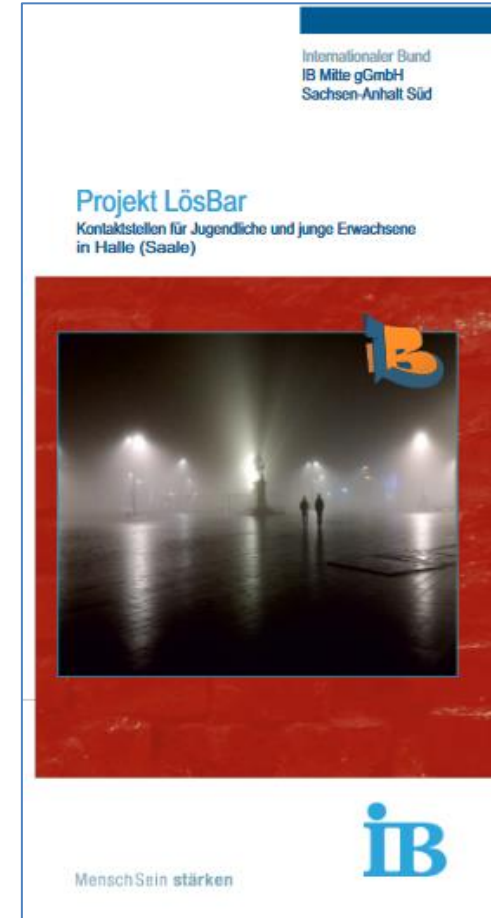 Internationaler Bund
IB Mitte gGmbH
Sachsen-Anhalt Süd
Projekt LösBar
Kontaktstellen für Jugendliche und junge Erwachsene
in Halle (Saale)
IB
MenschSein stärken
iB